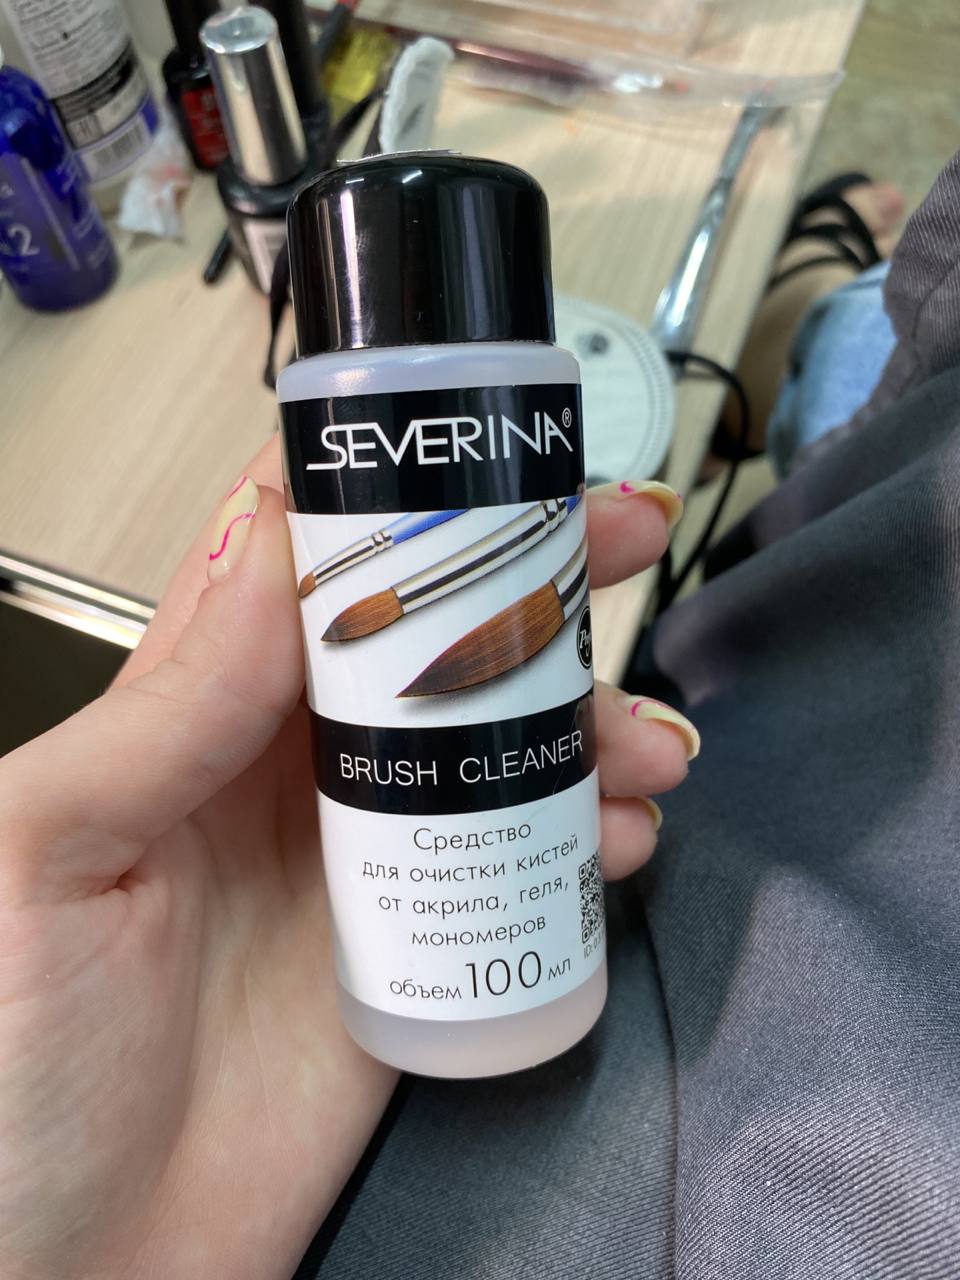 SEVERINA®
BRUSH CLEANER
Средство
для очистки кистей
от акрила, геля,
мономеров
объем 100 мл